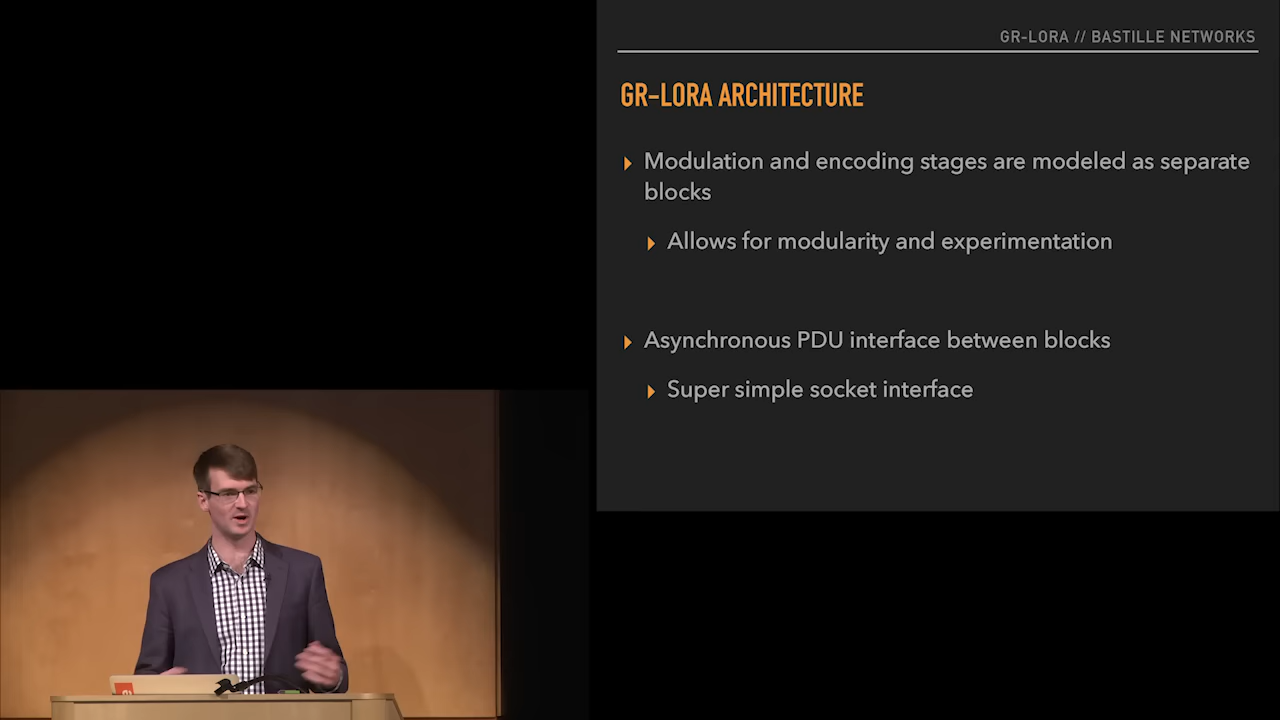 GR-LORA // BASTILLE NETWORKS
GR-LORA ARCHITECTURE
Modulation and encoding stages are modeled as separate
blocks
Allows for modularity and experimentation
Asynchronous PDU interface between blocks
Super simple socket interface